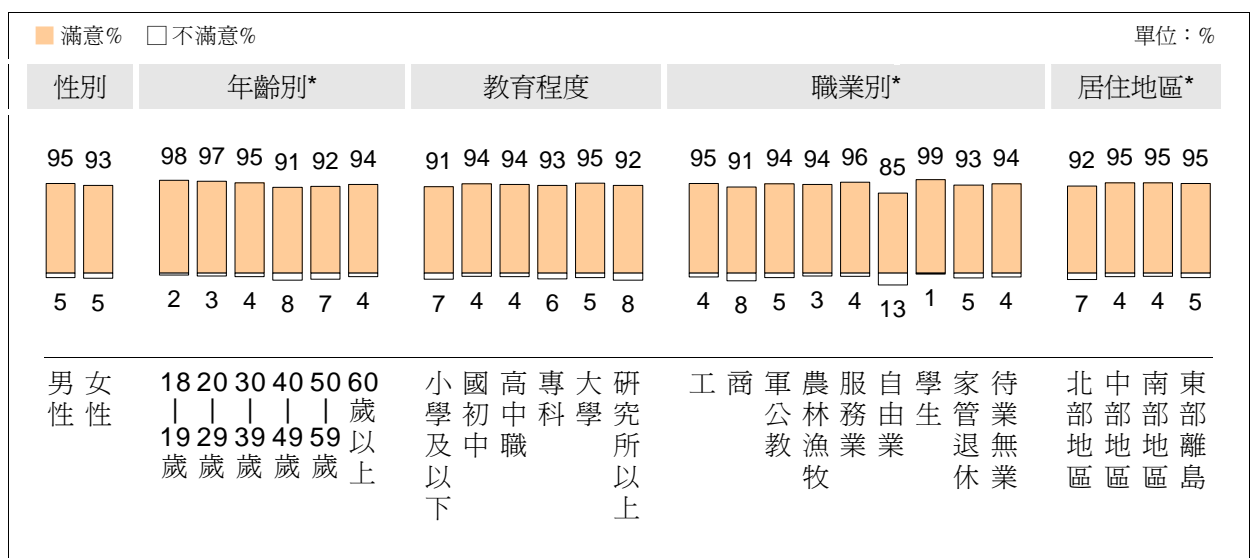 滿意% 不滿意% 單位：%
性別 年齡別* 教育程度 職業別* 居住地區*
95 93 98 97 95 91 92 94 91 94 94 93 95 92 95 91 94 94 96 85 99 93 94 92 95 95 95
5 5 2 3 4 8 7 4 7 4 4 6 5 8 4 8 5 3 4 13 1 5 4 7 4 4 5
男性
女性
18|19歲
20|29歲
30|39歲
40|49歲
50|59歲
60歲以上
小學及以下
國初中
高中職
專科
大學
研究所以上
工
商
軍公教
農林漁牧
服務業
自由業
學生
家管退休
待業無業
北部地區
中部地區
南部地區
東部離島